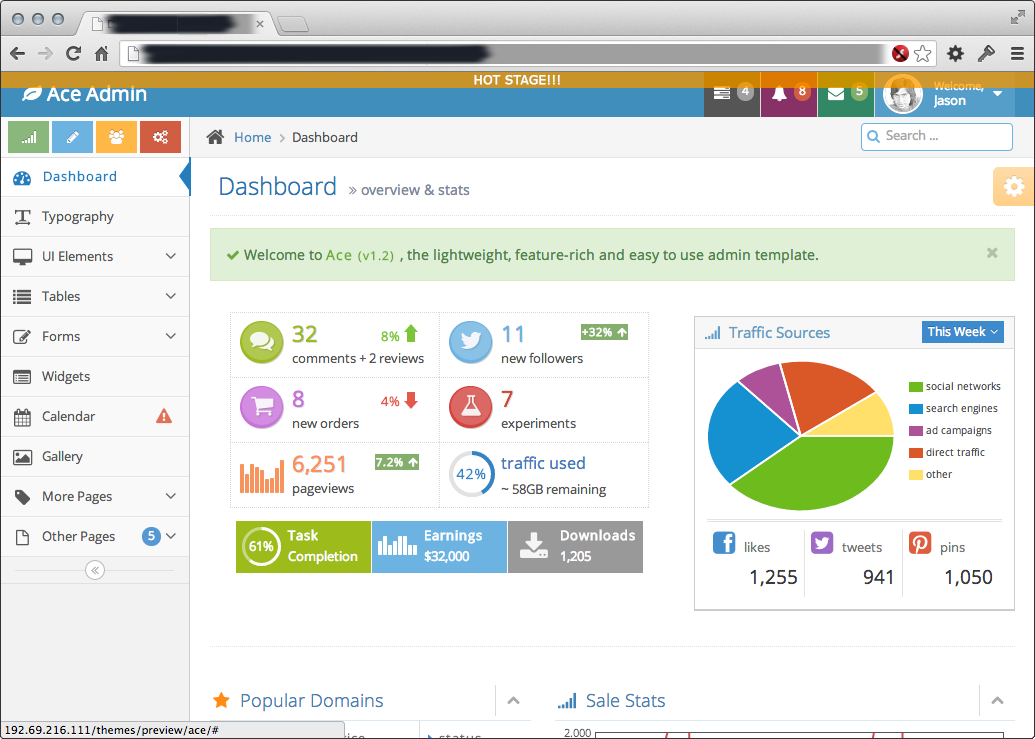 HOT STAGE!!!
Ace Admin
4
8
5
Welcome,
Jason
Home
Dashboard
Search ...
Dashboard
Typography
UI Elements
Tables
Forms
Widgets
Calendar
Gallery
More Pages
Other Pages 5
Dashboard » overview & stats
Welcome to Ace (v1.2) , the lightweight, feature-rich and easy to use admin template.
32 8%
comments + 2 reviews
11 +32%
new followers
8 4%
new orders
7
experiments
6,251 7.2%
pageviews
42% traffic used
~ 58GB remaining
61% Task
Completion
Earnings
$32,000
Downloads
1,205
Traffic Sources This Week
social networks
search engines
ad campaigns
direct traffic
other
likes
1,255
tweets
941
pins
1,050
Popular Domains
Sale Stats
status
2.000
192.69.216.111/themes/preview/ace/#